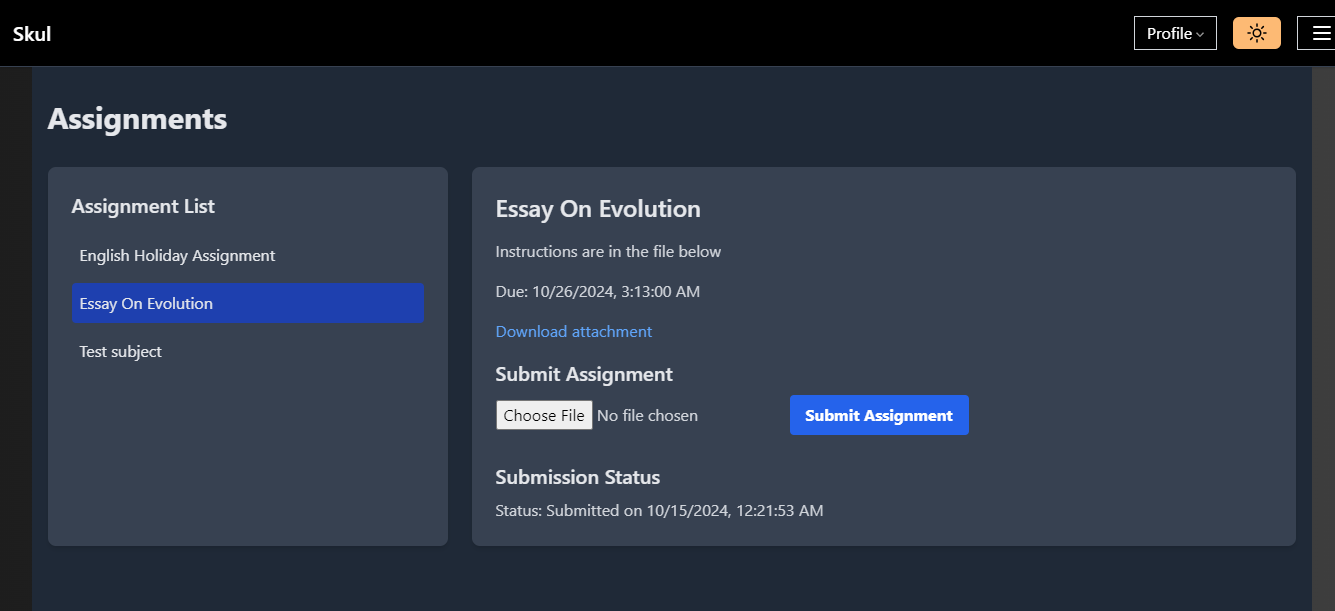 Skul
Profile
Assignments
Assignment List
English Holiday Assignment
Essay On Evolution
Test subject
Essay On Evolution
Instructions are in the file below
Due: 10/26/2024, 3:13:00 AM
Download attachment
Submit Assignment
Choose File No file chosen
Submit Assignment
Submission Status
Status: Submitted on 10/15/2024, 12:21:53 AM